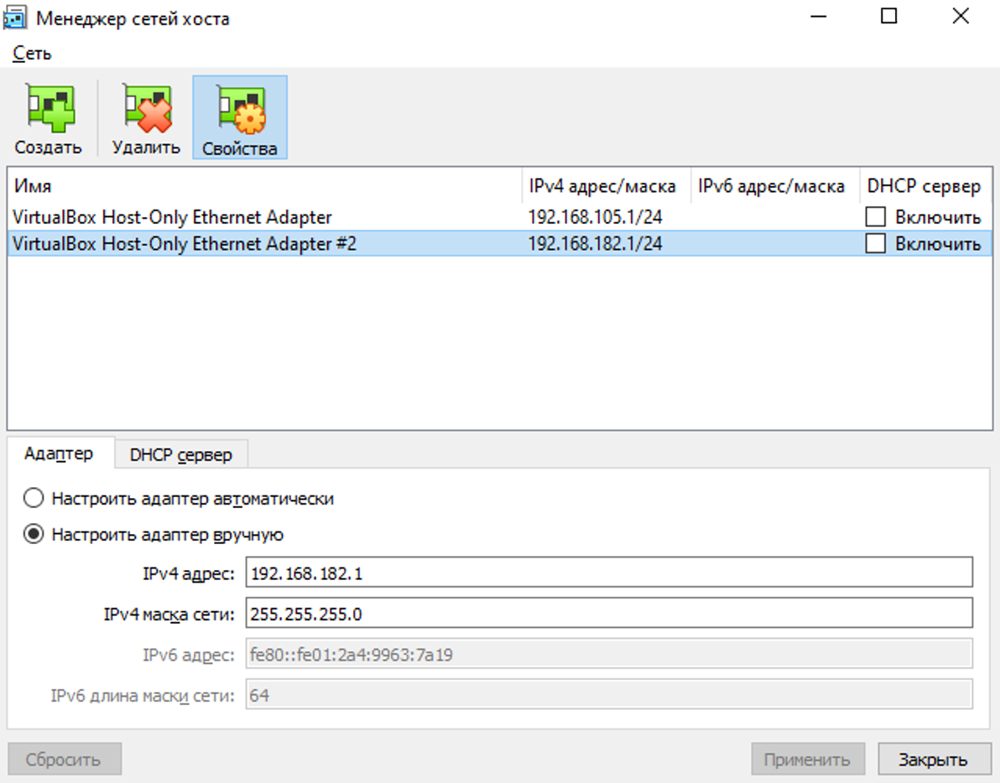 Менеджер сетей хоста
Сеть
Создать Удалить Свойства
Имя IPv4 адрес/маска IPv6 адрес/маска DHCP сервер
VirtualBox Host-Only Ethernet Adapter 192.168.105.1/24 Включить
VirtualBox Host-Only Ethernet Adapter #2 192.168.182.1/24 Включить
Адаптер DHCP сервер
Настроить адаптер автоматически
Настроить адаптер вручную
IPv4 адрес: 192.168.182.1
IPv4 маска сети: 255.255.255.0
IPv6 адрес: fe80::fe01:2a4:9963:7a19
IPv6 длина маски сети: 64
Сбросить Применить Закрыть